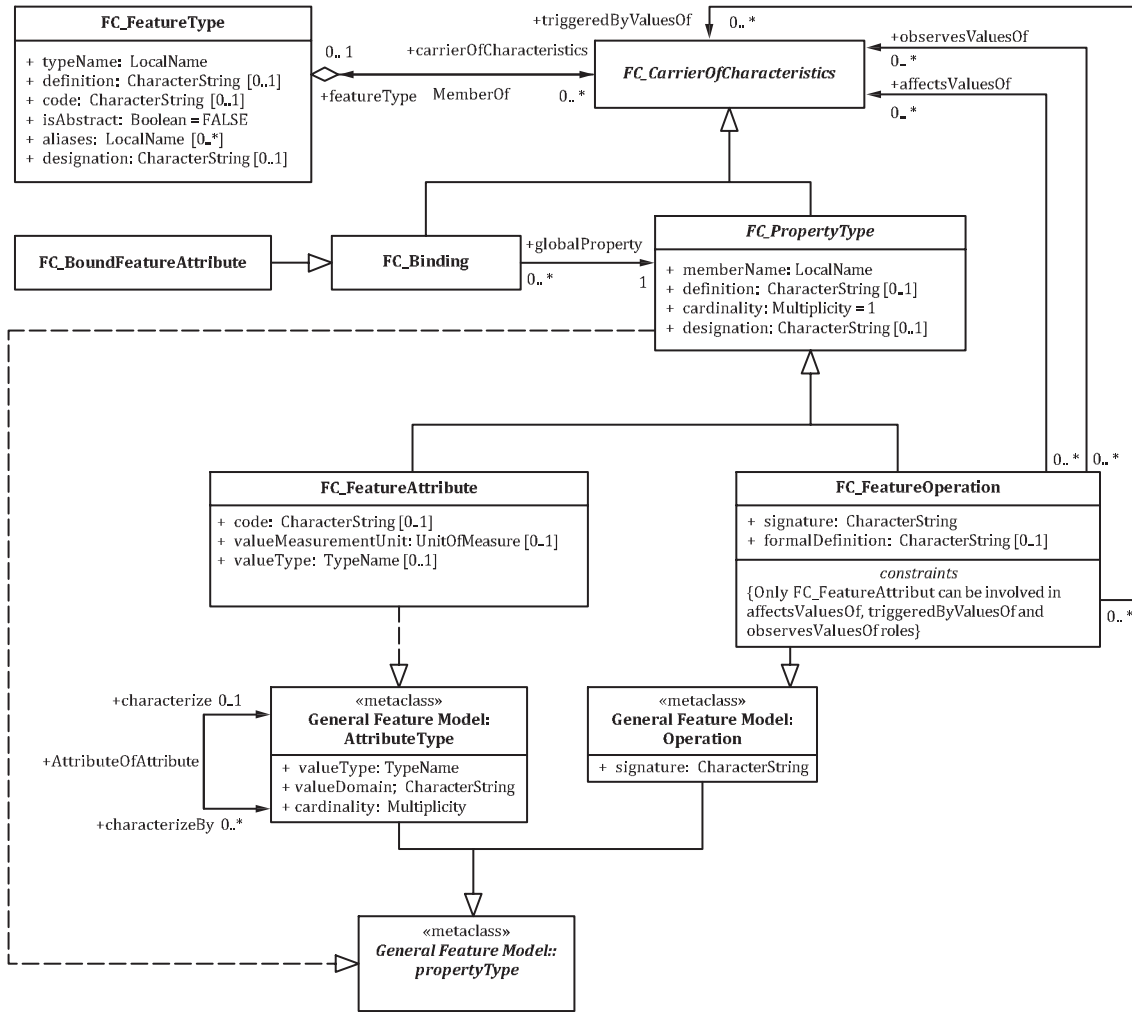 FC_FeatureType
+ typeName: LocalName
+ definition: CharacterString [0..1]
+ code: CharacterString [0..1]
+ isAbstract: Boolean = FALSE
+ aliases: LocalName [0..*]
+ designation: CharacterString [0..1]
0..1
+carrierOfCharacteristics
+featureType
MemberOf
0..*
+triggeredByValuesOf
0..*
FC_CarrierOfCharacteristics
+observesValuesOf
0..*
+affectsValuesOf
0..*
FC_BoundFeatureAttribute
FC_Binding
+globalProperty
0..*
1
FC_PropertyType
+ memberName: LocalName
+ definition: CharacterString [0..1]
+ cardinality: Multiplicity = 1
+ designation: CharacterString [0..1]
0..*
0..*
FC_FeatureAttribute
+ code: CharacterString [0..1]
+ valueMeasurementUnit: UnitOfMeasure [0..1]
+ valueType: TypeName [0..1]
FC_FeatureOperation
+ signature: CharacterString
+ formalDefinition: CharacterString [0..1]
constraints
{Only FC_FeatureAttribut can be involved in
affectsValuesOf, triggeredByValuesOf and
observesValuesOf roles}
0..*
+characterize 0..1
+AttributeOfAttribute
+characterizeBy 0..*
«metaclass»
General Feature Model:
AttributeType
+ valueType: TypeName
+ valueDomain; CharacterString
+ cardinality: Multiplicity
«metaclass»
General Feature Model:
Operation
+ signature: CharacterString
«metaclass»
General Feature Model::
propertyType